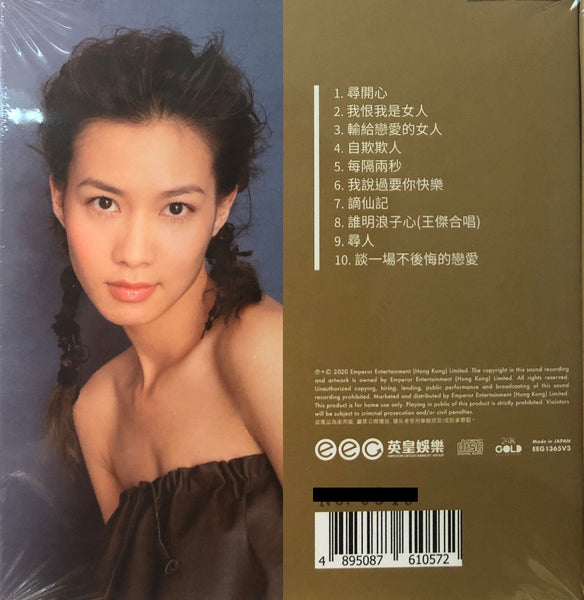 1. 尋開心
2. 我恨我是女人
3. 輸給戀愛的女人
4. 自欺欺人
5. 每隔兩秒
6. 我說過要你快樂
7. 謫仙記
8. 誰明浪子心(王傑合唱)
9. 尋人
10. 談一場不後悔的戀愛
℗+© 2020 Emperor Entertainment (Hong Kong) Limited. The copyright in this sound recording
and artwork is owned by Emperor Entertainment (Hong Kong) Limited. All rights reserved.
Unauthorized copying, hiring, lending, public performance and broadcasting of this sound
recording prohibited. Marketed and distributed by Emperor Entertainment (Hong Kong) Limited.
This product is for home use only. Playing in public of this product is strictly prohibited. Violators
will be subject to criminal prosecution and/or civil penalties.
eeg 英皇娛樂 EMPEROR ENTERTAINMENT GROUP COMPACT disc DIGITAL AUDIO 24K GOLD Made in JAPAN
EEG1365V3
4 895087 610572